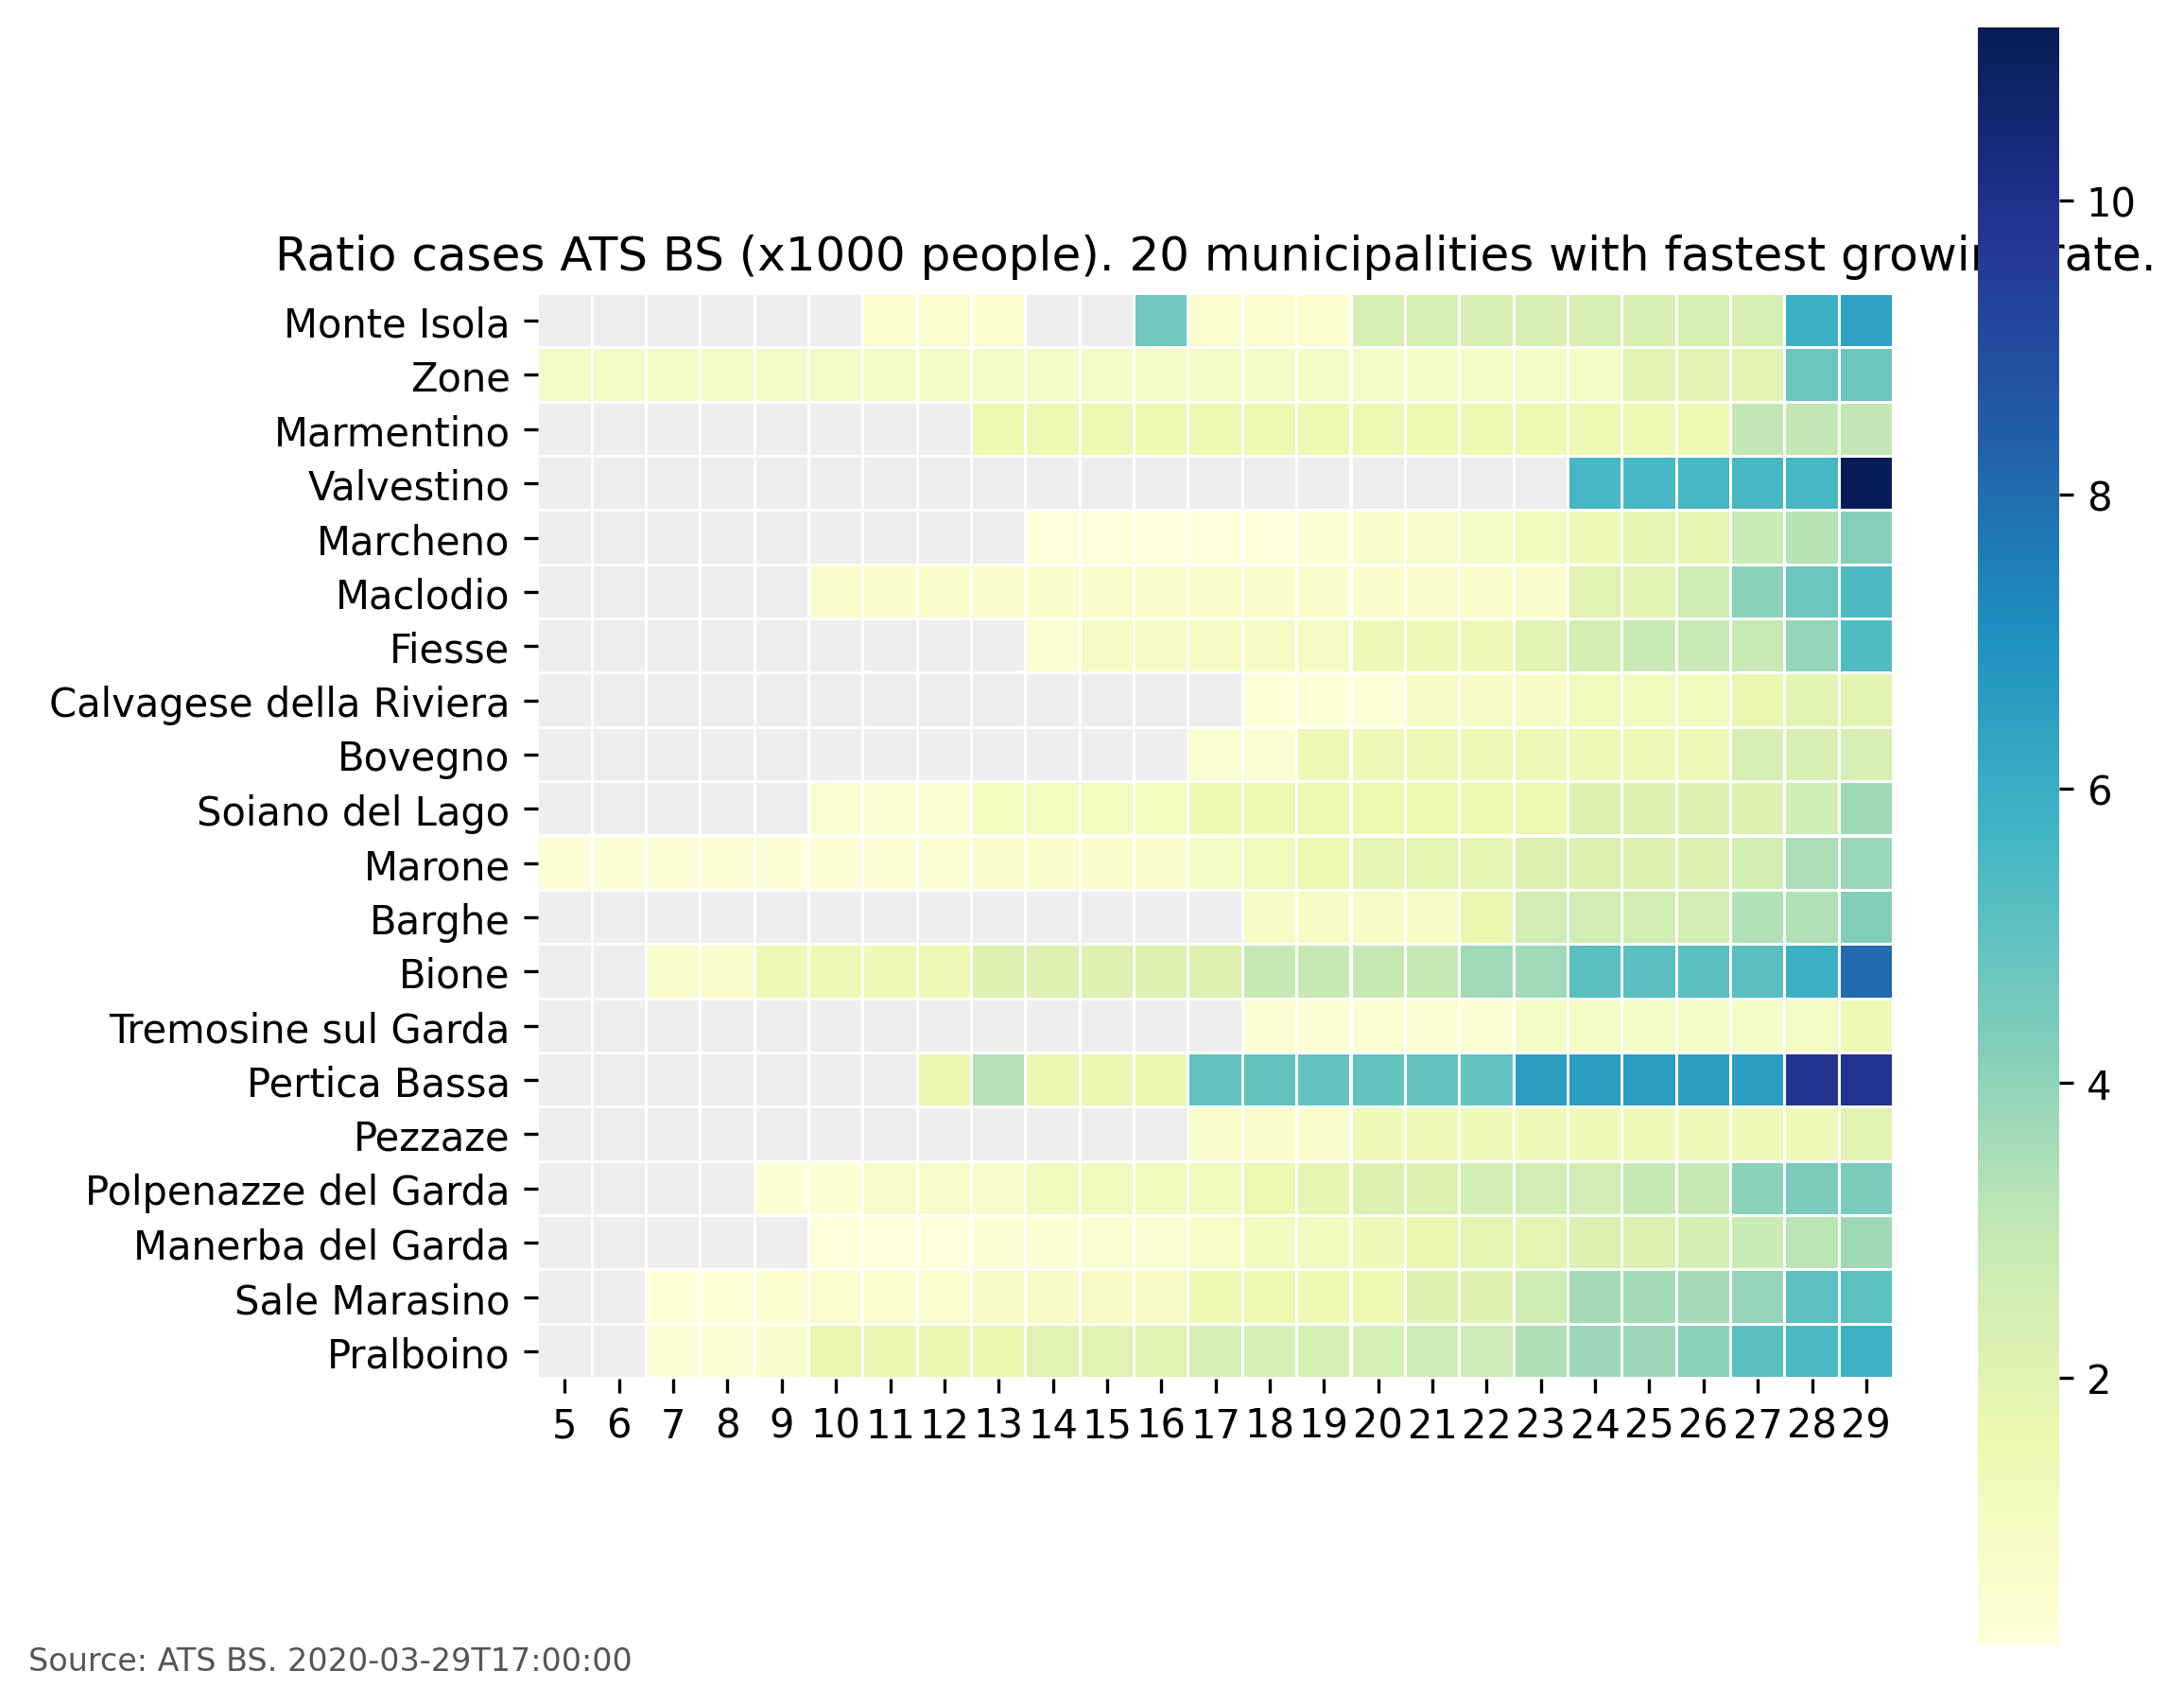 Ratio cases ATS BS (x1000 people). 20 municipalities with fastest growin rate.
Monte Isola
Zone
Marmentino
Valvestino
Marcheno
Maclodio
Fiesse
Calvagese della Riviera
Bovegno
Soiano del Lago
Marone
Barghe
Bione
Tremosine sul Garda
Pertica Bassa
Pezzaze
Polpenazze del Garda
Manerba del Garda
Sale Marasino
Pralboino
5 6 7 8 9 10 11 12 13 14 15 16 17 18 19 20 21 22 23 24 25 26 27 28 29
10
8
6
4
2
Source: ATS BS. 2020-03-29T17:00:00